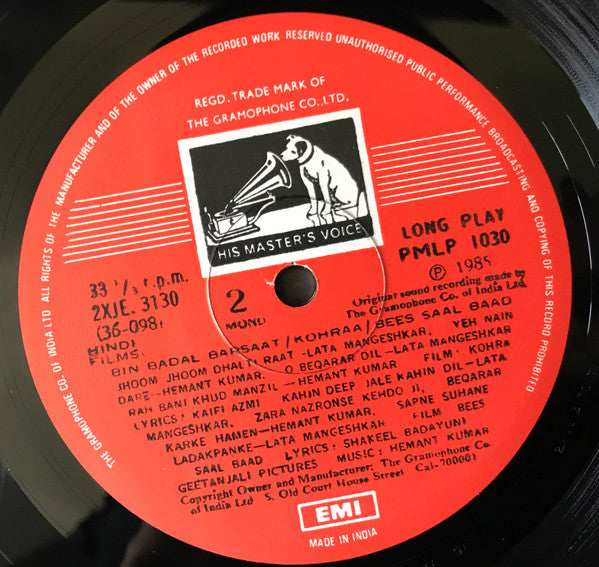 THE GRAMOPHONE CO. OF INDIA LTD ALL RIGHTS OF THE MANUFACTURER AND OF THE OWNER OF THE RECORDED WORK RESERVED UNAUTHORISED PUBLIC PERFORMANCE BROADCASTING AND COPYING OF THIS RECORD PROHIBITED
REGD. TRADE MARK OF
THE GRAMOPHONE CO., LTD.
HIS MASTER'S VOICE
LONG PLAY
PMLP 1030
33 1/3 r.p.m.
2XJE. 3130
(36-098)
2
MONO
Ⓟ 1985
Original sound recording made by
The Gramophone Co. of India Ltd.
HINDI
FILMS:
BIN BADAL BARSAAT/KOHRAA/BEES SAAL BAAD
JHOOM JHOOM DHALTI RAAT -LATA MANGESHKAR. YEH NAIN
DARE--HEMANT KUMAR. O BEQARAR DIL-LATA MANGESHKAR
RAH BANI KHUD MANZIL--HEMANT KUMAR FILM: KOHRA
LYRICS: KAIFI AZMI KAHIN DEEP JALE KAHIN DIL-LATA
MANGESHKAR. ZARA NAZRONSE KEHDO JI, BEQARAR
KARKE HAMEN-HEMANT KUMAR. SAPNE SUHANE
LADAKPANKE-LATA MANGESHKAR FILM BEES
SAAL BAAD LYRICS: SHAKEEL BADAYUNI
GEETANJALI PICTURES MUSIC: HEMANT KUMAR
Copyright Owner and Manufacturer: The Gramophone Co.
of India Ltd 5, Old Court House Street Cal-700001
EMI
MADE IN INDIA